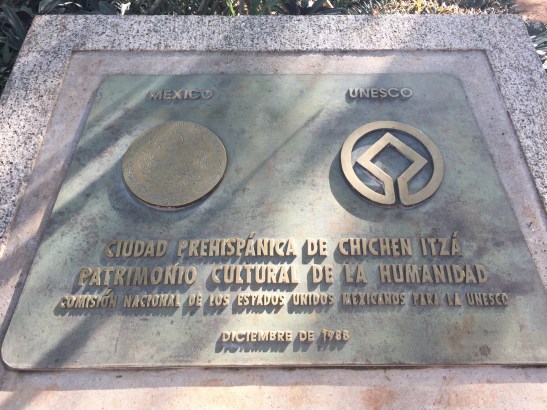 MEXICO UNESCO
CIUDAD PREHISPÁNICA DE CHICHEN ITZÁ
PATRIMONIO CULTURAL DE LA HUMANIDAD
COMISIÓN NACIONAL DE LOS ESTADOS UNIDOS MEXICANOS PARA LA UNESCO
DICIEMBRE DE 1988